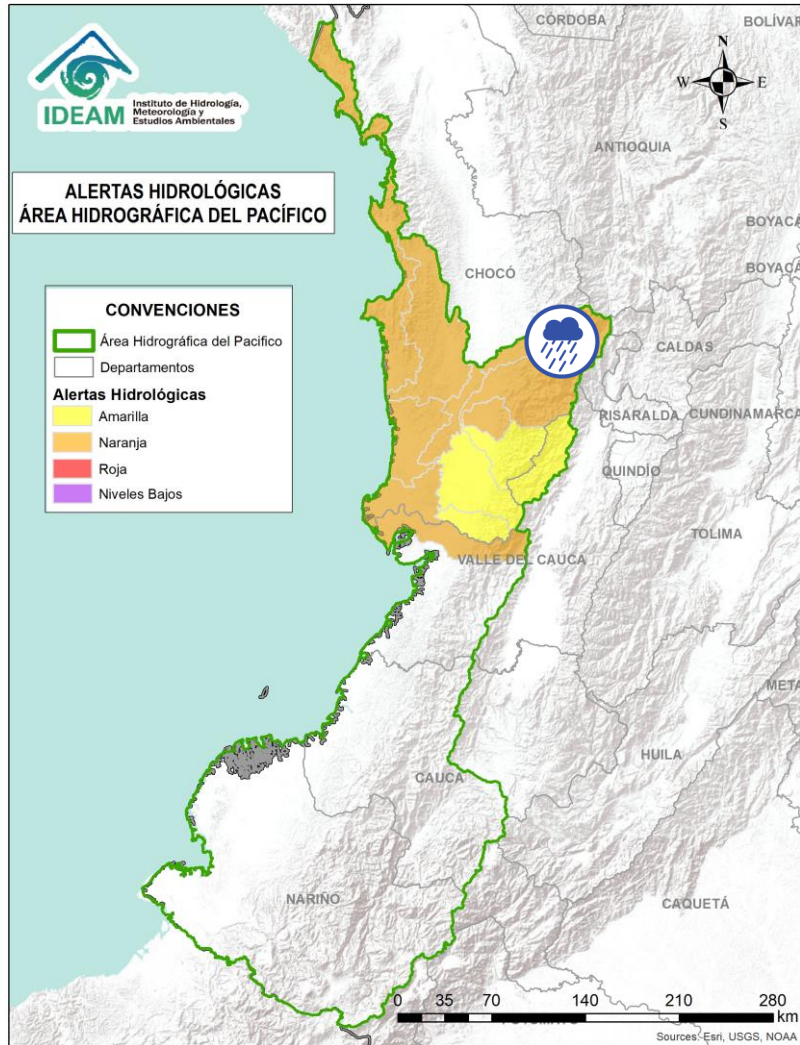 CÓRDOBA
BOLÍVAR
N
W
E
S
IDEAM
Instituto de Hidrología,
Meteorología y
Estudios Ambientales
ANTIOQUIA
ALERTAS HIDROLÓGICAS
ÁREA HIDROGRÁFICA DEL PACÍFICO
BOYACÁ
BOYACÁ
CHOCÓ
CONVENCIONES
Área Hidrográfica del Pacifico
Departamentos
Alertas Hidrológicas
Amarilla
Naranja
Roja
Niveles Bajos
CALDAS
RISARALDA
CUNDINAMARCA
QUINDÍO
TOLIMA
VALLE DEL CAUCA
META
HUILA
CAUCA
NARIÑO
CAQUETÁ
0 35 70 140 210 280
km
Sources: Esri, USGS, NOAA